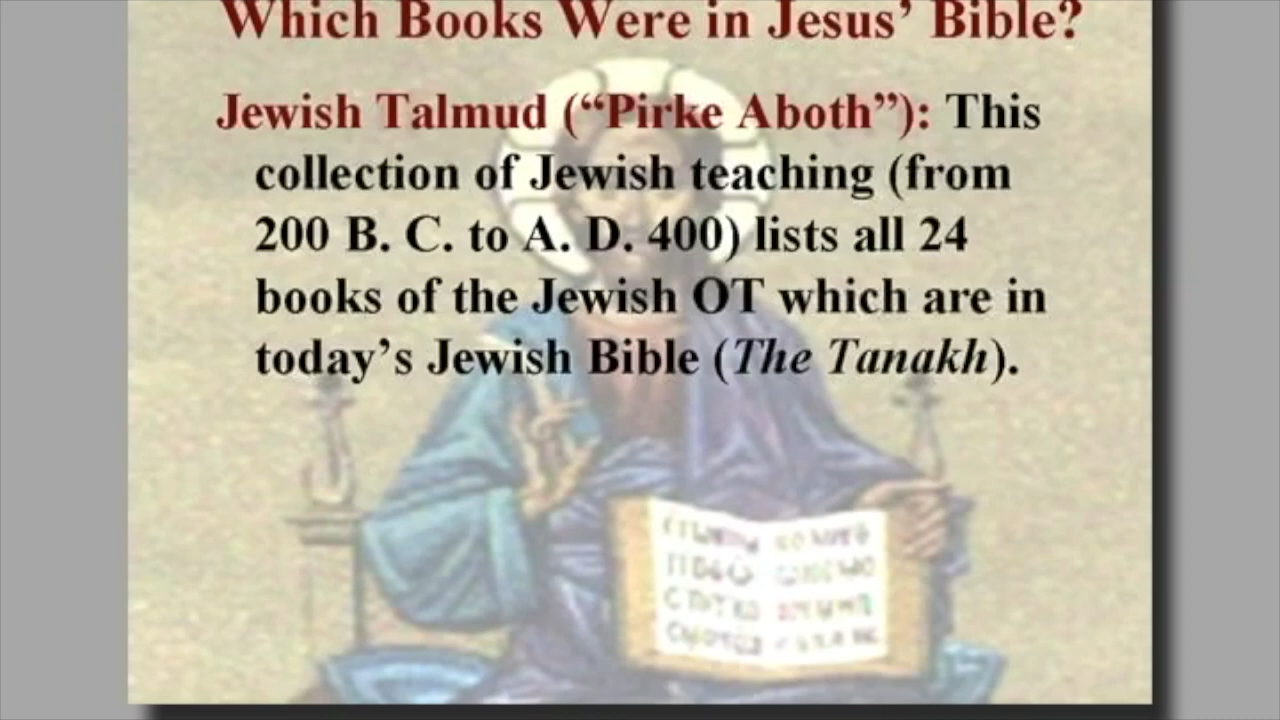 Which Books Were in Jesus’ Bible?
Jewish Talmud (“Pirke Aboth”): This
collection of Jewish teaching (from
200 B. C. to A. D. 400) lists all 24
books of the Jewish OT which are in
today’s Jewish Bible (The Tanakh).